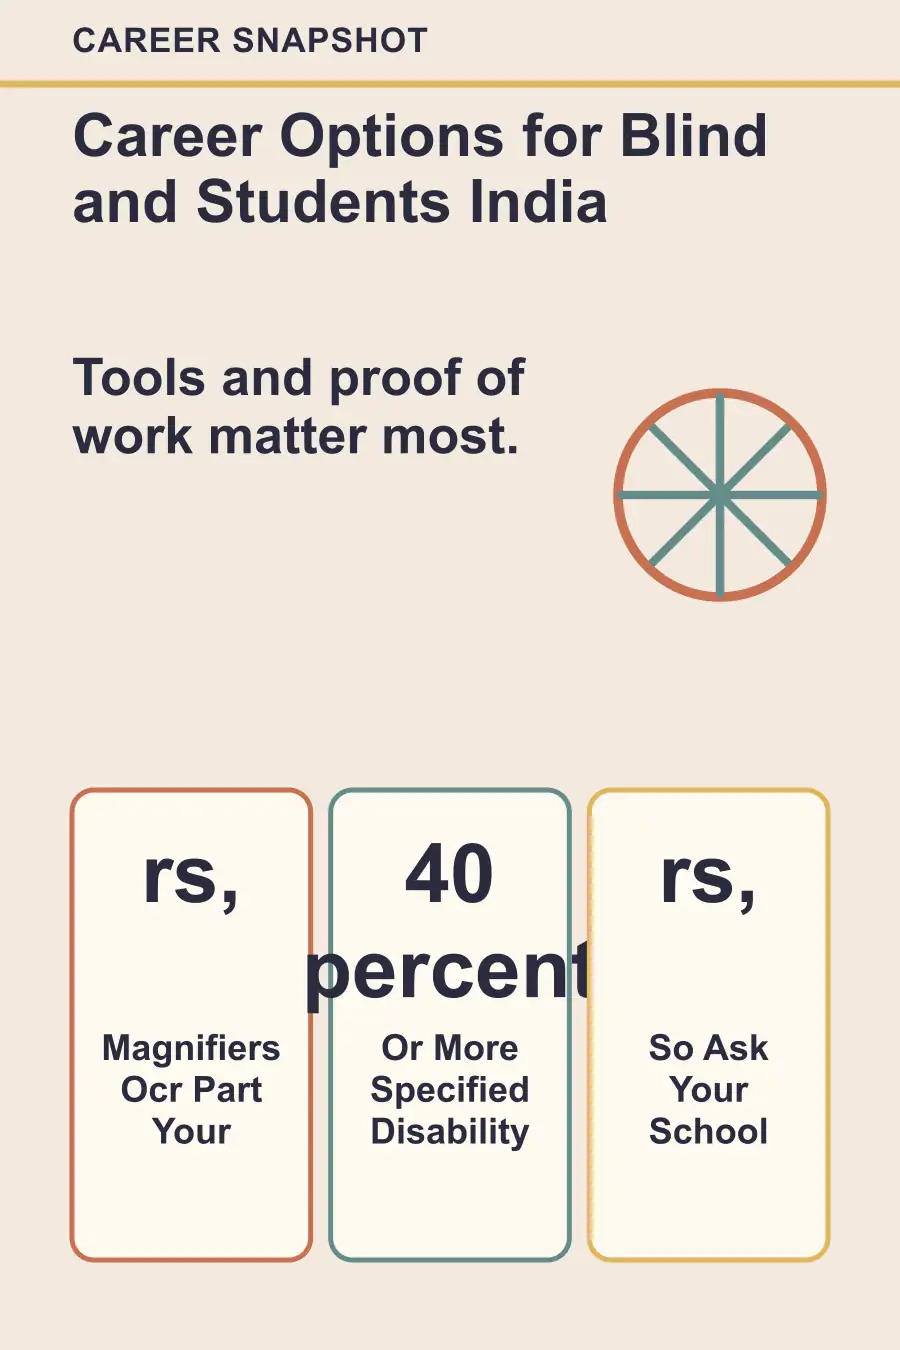 CAREER SNAPSHOT
Career Options for Blind
and Students India
Tools and proof of
work matter most.
rs,
Magnifiers
Ocr Part
Your
40
percent
Or More
Specified
Disability
rs,
So Ask
Your
School